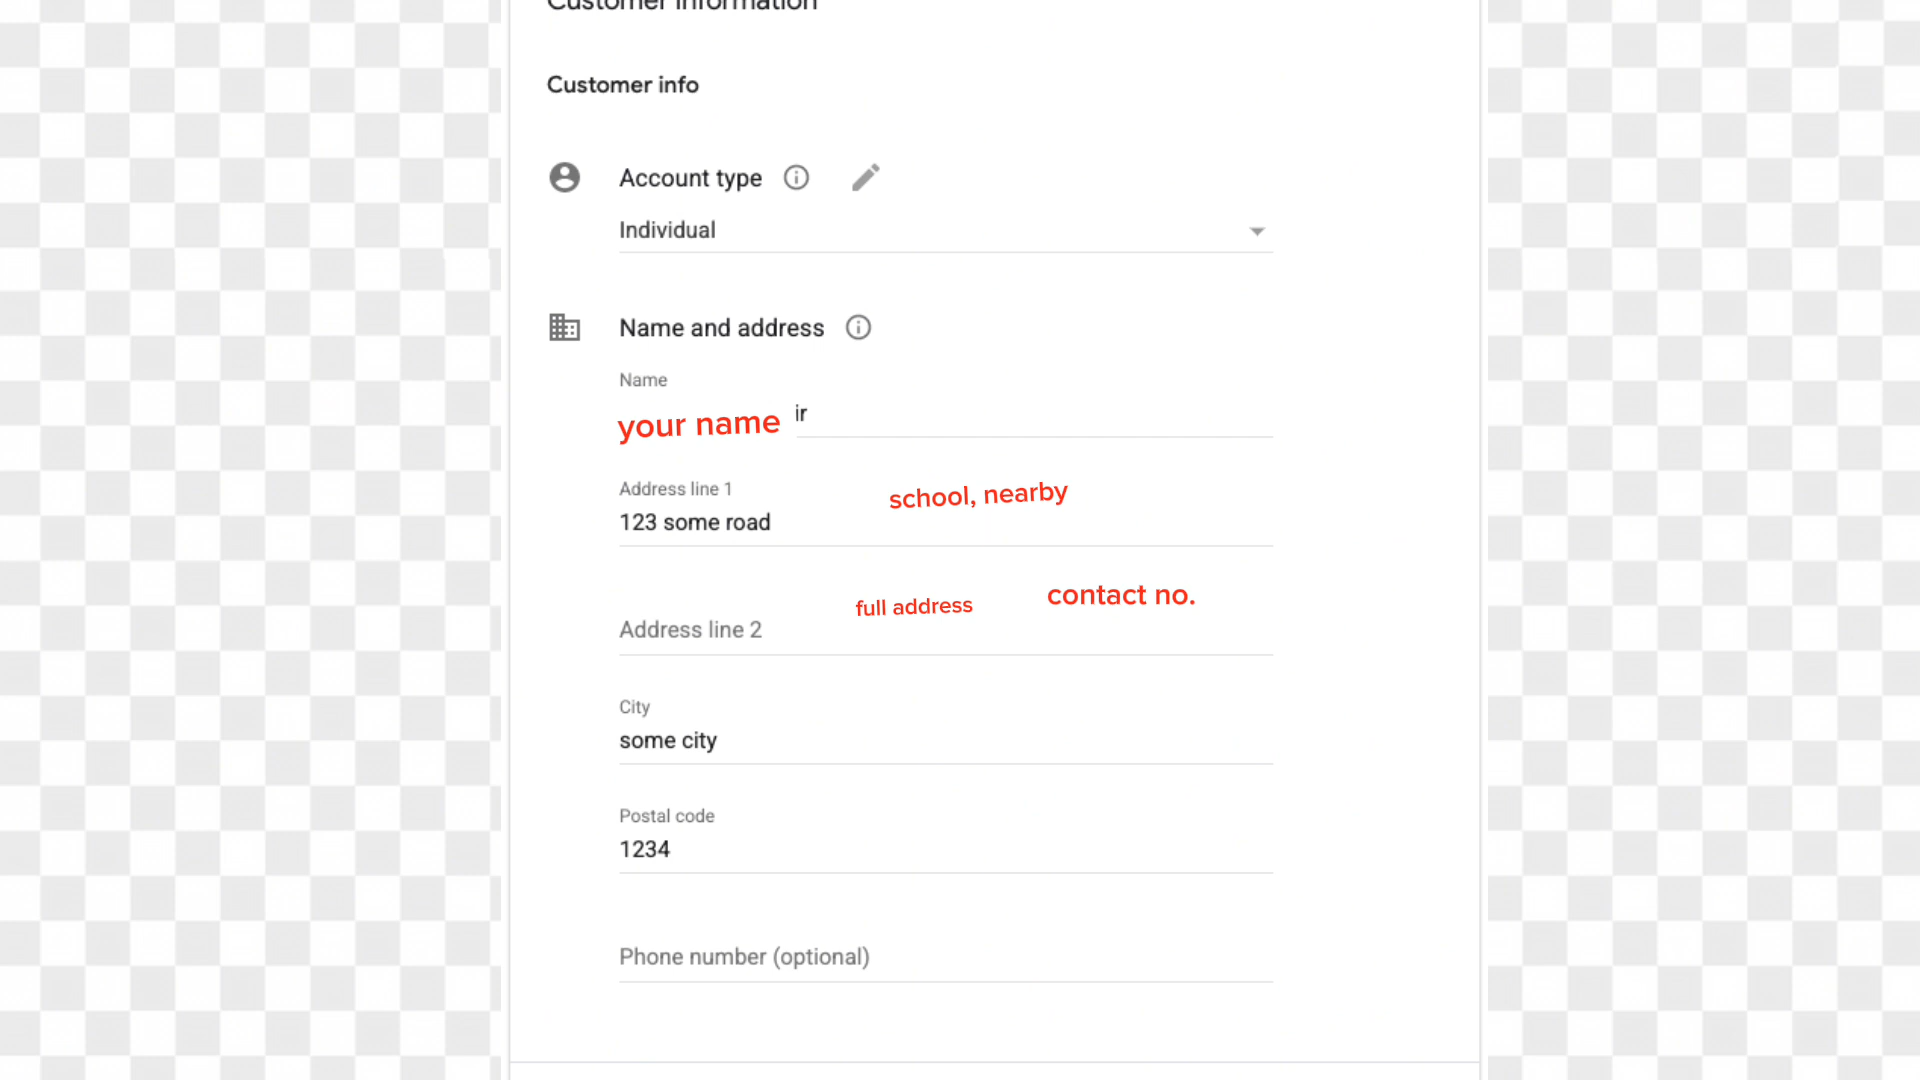 Customer information
Customer info
Account type
Individual
Name and address
Name
your name ir
Address line 1
school, nearby
123 some road
full address
contact no.
Address line 2
City
some city
Postal code
1234
Phone number (optional)